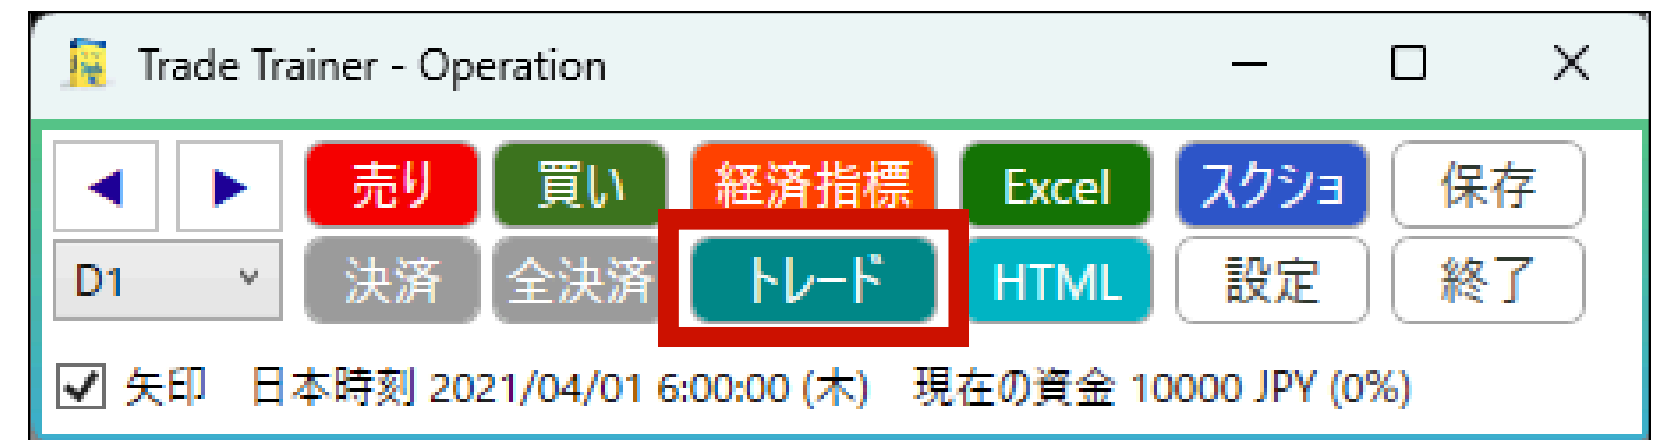 Trade Trainer - Operation
売り 買い 経済指標 Excel スクショ 保存
D1 決済 全決済 トレード HTML 設定 終了
矢印 日本時刻 2021/04/01 6:00:00 (木) 現在の資金 10000 JPY (0%)